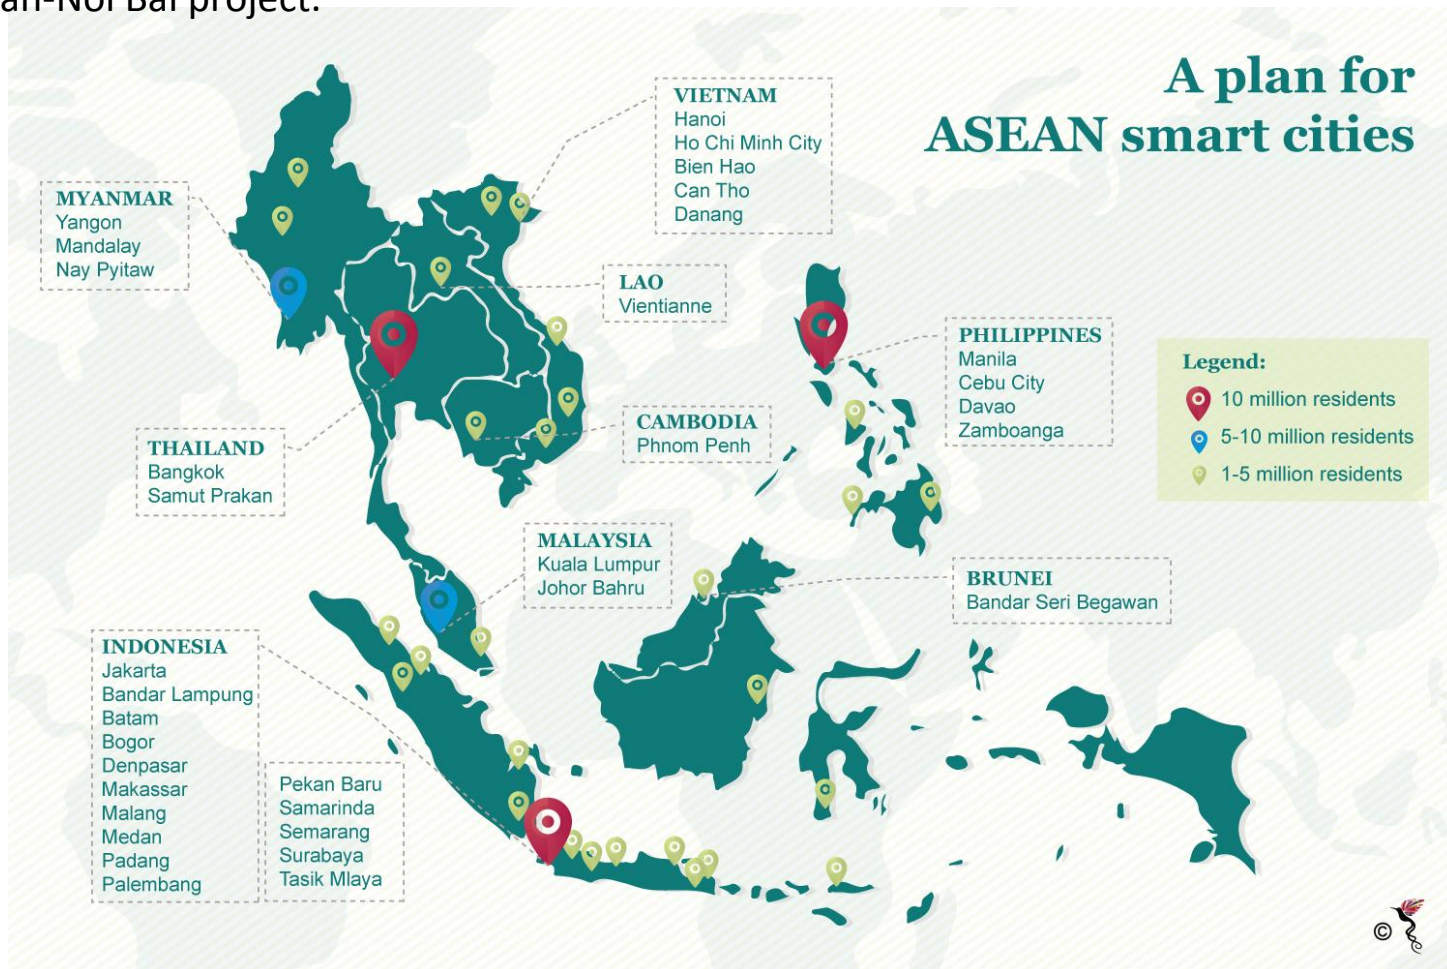 an-Noi Bai project.
A plan for
ASEAN smart cities
VIETNAM
Hanoi
Ho Chi Minh City
Bien Hao
Can Tho
Danang
MYANMAR
Yangon
Mandalay
Nay Pyitaw
LAO
Vientianne
PHILIPPINES
Manila
Cebu City
Davao
Zamboanga
Legend:
10 million residents
5-10 million residents
1-5 million residents
CAMBODIA
Phnom Penh
THAILAND
Bangkok
Samut Prakan
MALAYSIA
Kuala Lumpur
Johor Bahru
BRUNEI
Bandar Seri Begawan
INDONESIA
Jakarta
Bandar Lampung
Batam
Bogor
Denpasar
Makassar
Malang
Medan
Padang
Palembang
Pekan Baru
Samarinda
Semarang
Surabaya
Tasik Mlaya
©